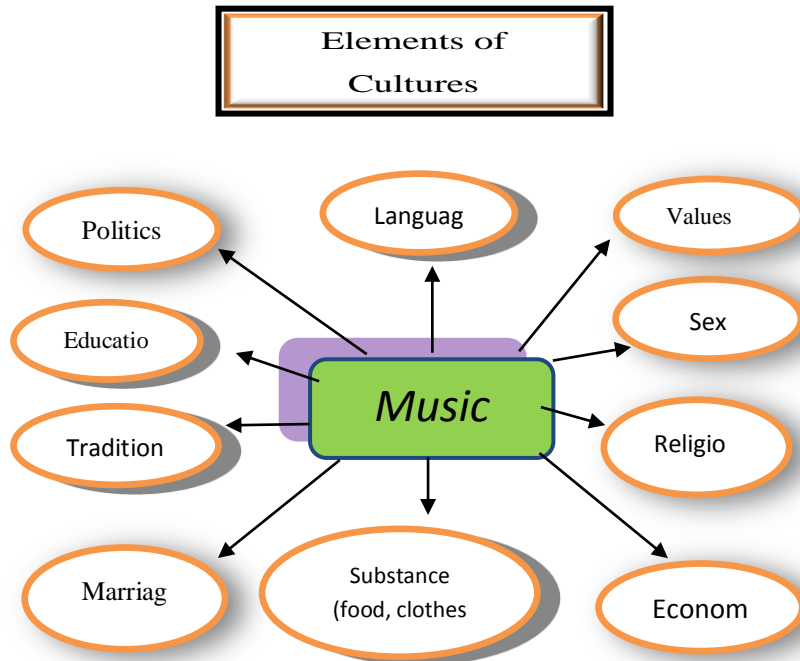 Elements of
Cultures
Politics
Languag
Values
Educatio
Sex
Music
Tradition
Religio
Marriag
Substance
(food, clothes
Econom